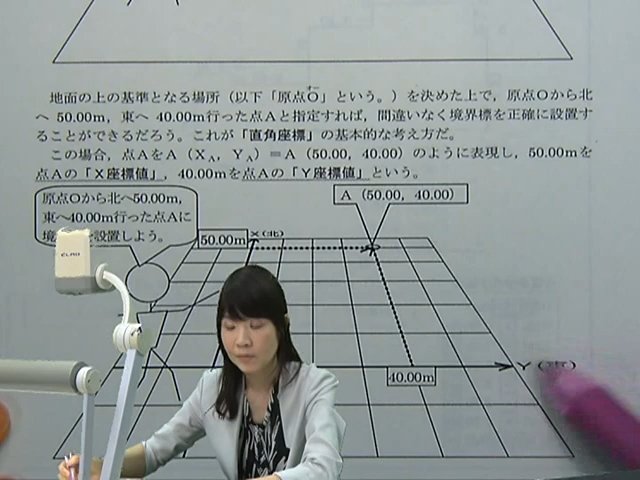 地面の上の基準となる場所（以下「原点O」という。）を決めた上で，原点Oから北
へ 50.00m，東へ 40.00m行った点Aと指定すれば，間違いなく境界標を正確に設置す
ることができるだろう。これが「直角座標」の基本的な考え方だ。
この場合，点AをA（X_A，Y_A）＝A（50.00，40.00）のように表現し，50.00mを
点Aの「X座標値」，40.00mを点Aの「Y座標値」という。
原点Oから北へ50.00m，
東へ40.00m行った点Aに
境 を設置しよう。
A（50.00，40.00）
50.00m
X（北）
ELMO
Y
40.00m